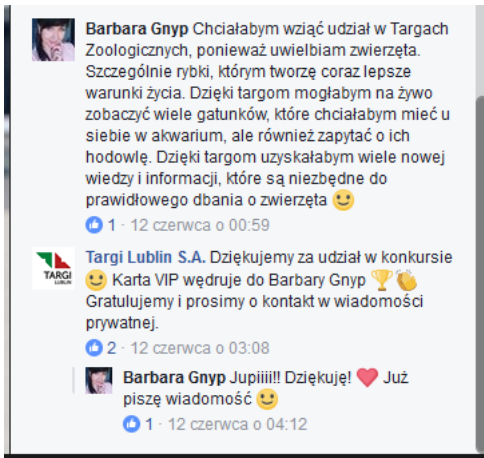 Barbara Gnyp Chciałabym wziąć udział w Targach
Zoologicznych, ponieważ uwielbiam zwierzęta.
Szczególnie rybki, którym tworzę coraz lepsze
warunki życia. Dzięki targom mogłabym na żywo
zobaczyć wiele gatunków, które chciałabym mieć u
siebie w akwarium, ale również zapytać o ich
hodowlę. Dzięki targom uzyskałabym wiele nowej
wiedzy i informacji, które są niezbędne do
prawidłowego dbania o zwierzęta 🙂
1 · 12 czerwca o 00:59
TARGI
LUBLIN
Targi Lublin S.A. Dziękujemy za udział w konkursie
🙂 Karta VIP wędruje do Barbary Gnyp 🏆👏
Gratulujemy i prosimy o kontakt w wiadomości
prywatnej.
2 · 12 czerwca o 03:08
Barbara Gnyp Jupiiii!! Dziękuję! ❤ Już
piszę wiadomość 🙂
1 · 12 czerwca o 04:12